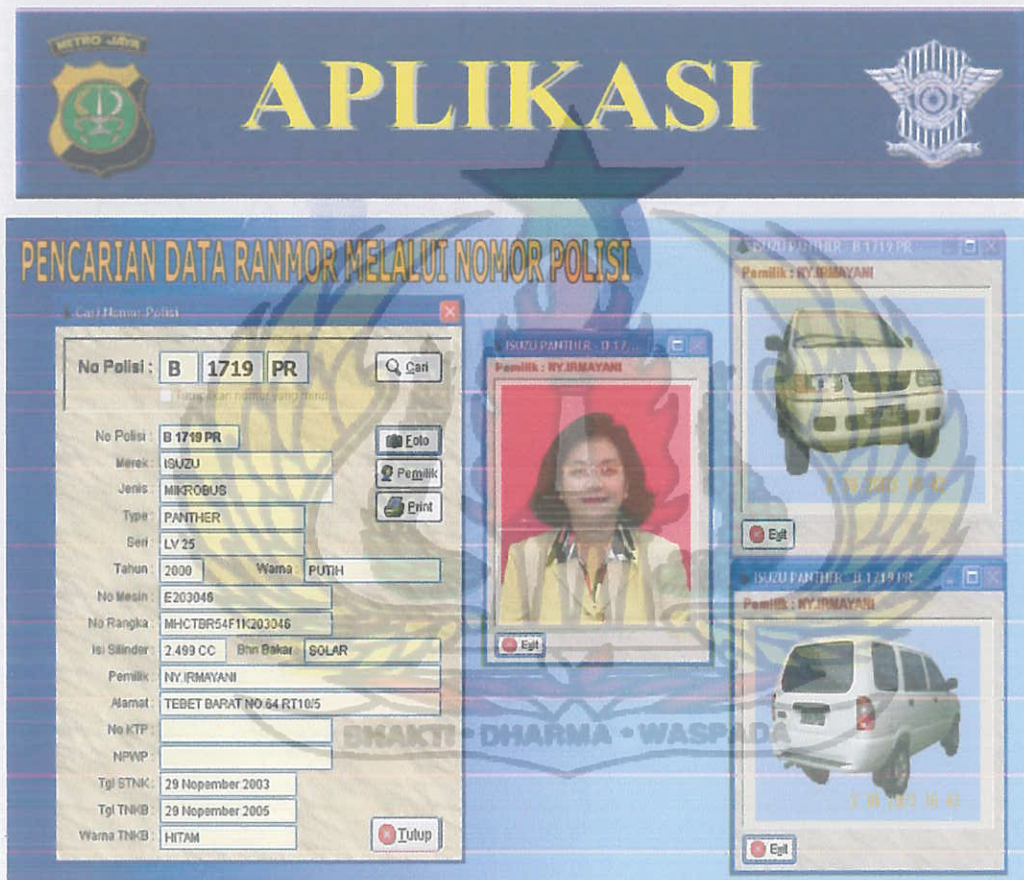 METRO JAYA
APLIKASI
PENCARIAN DATA RANMOR MELALUI NOMOR POLISI
Cari Nomor Polisi
No Polisi : B 1719 PR
Cari
Tampilkan nomor yang mirip
No Polisi : B 1719 PR
Foto
Merek : ISUZU
Pemilik
Jenis : MIKROBUS
Print
Type : PANTHER
Seri : LV 25
Tahun : 2000 Warna : PUTIH
No Mesin : E203046
No Rangka : MHCTBR54F1K203046
Isi Silinder : 2.499 CC Bhn Bakar : SOLAR
Pemilik : NY.IRMAYANI
Alamat : TEBET BARAT NO.64 RT10/5
No KTP :
NPWP :
Tgl STNK : 29 Nopember 2003
Tgl TNKB : 29 Nopember 2005
Warna TNKB : HITAM
Tutup
ISUZU PANTHER - B 17...
Pemilik : NY.IRMAYANI
Exit
ISUZU PANTHER - B 1719 PR
Pemilik : NY.IRMAYANI
Exit
ISUZU PANTHER - B 1719 PR
Pemilik : NY.IRMAYANI
Exit
BHAKTI • DHARMA • WASPADA